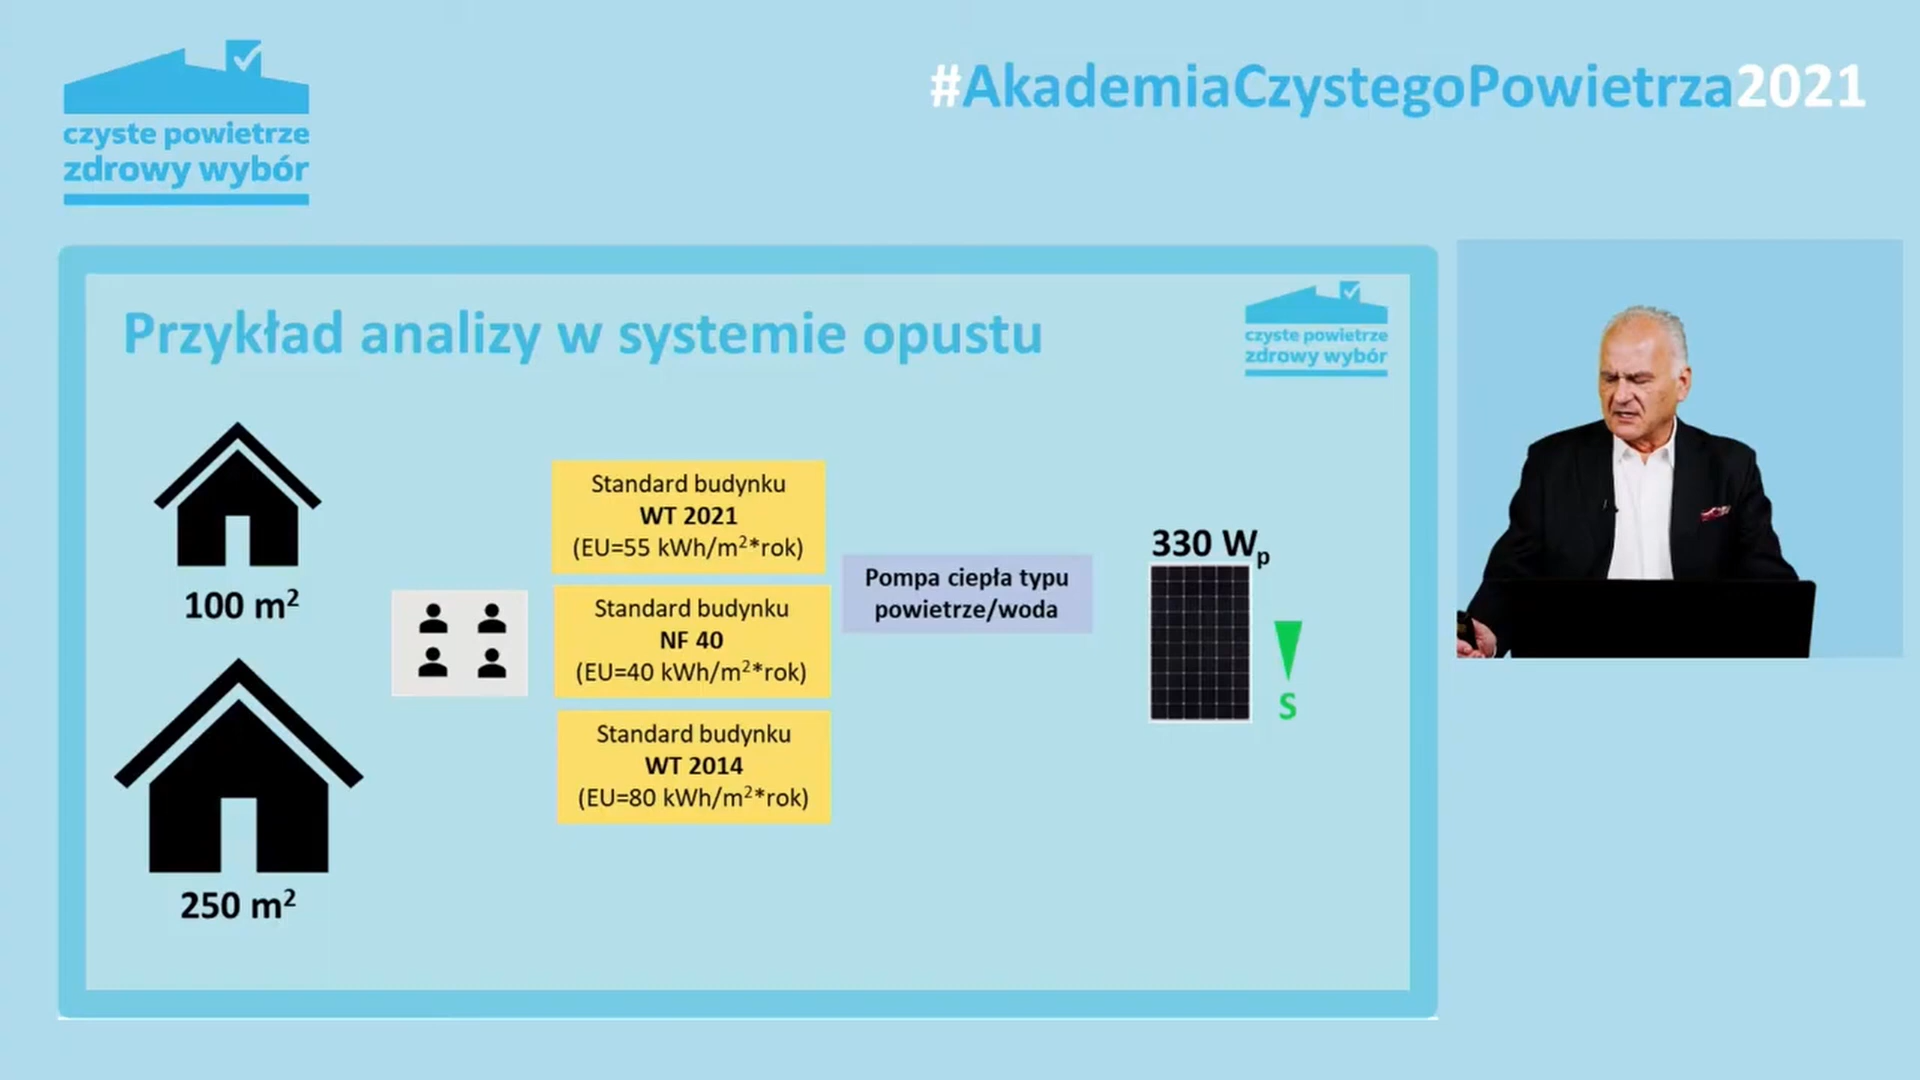 czyste powietrze
zdrowy wybór
#AkademiaCzystegoPowietrza2021
Przykład analizy w systemie opustu
czyste powietrze
zdrowy wybór
100 m²
250 m²
Standard budynku
WT 2021
(EU=55 kWh/m²*rok)
Standard budynku
NF 40
(EU=40 kWh/m²*rok)
Standard budynku
WT 2014
(EU=80 kWh/m²*rok)
Pompa ciepła typu
powietrze/woda
330 Wp
S